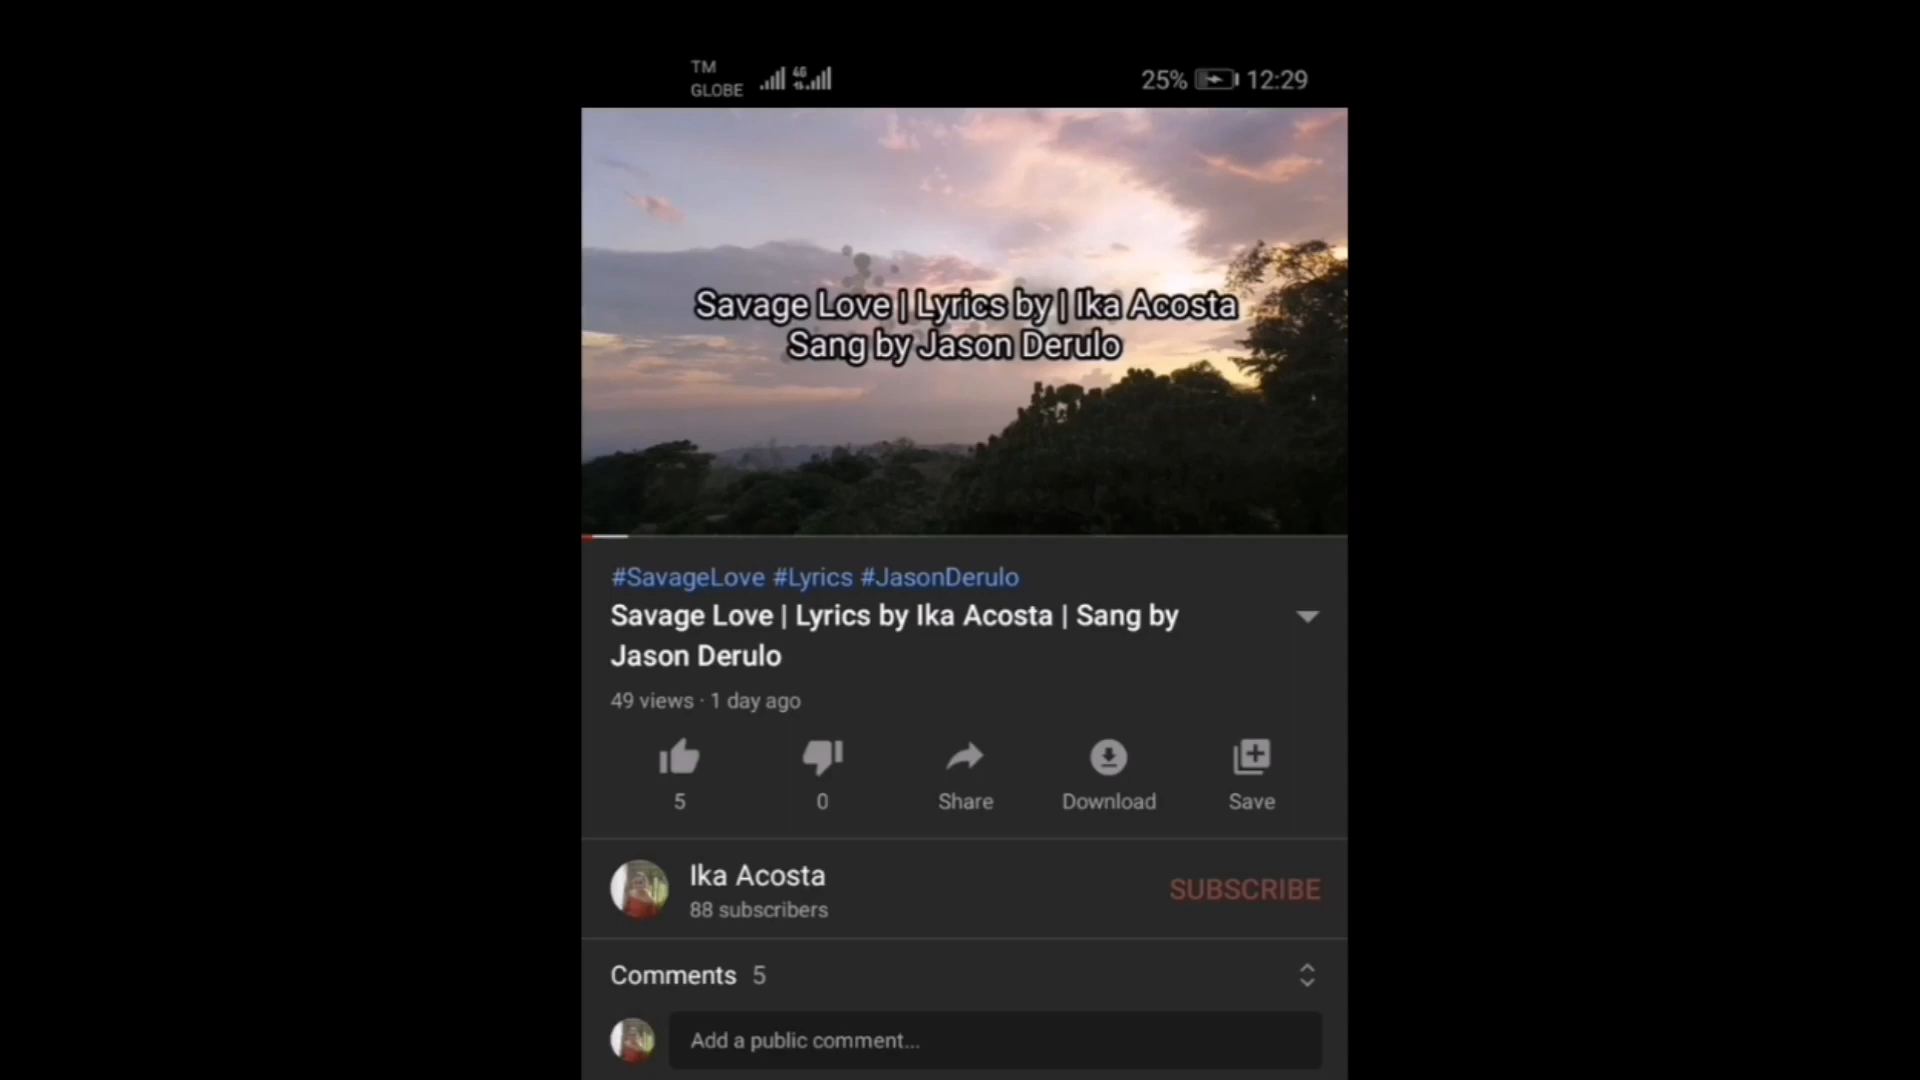 TM
GLOBE
4G
25% 12:29
Savage Love | Lyrics by | Ika Acosta
Sang by Jason Derulo
#SavageLove #Lyrics #JasonDerulo
Savage Love | Lyrics by Ika Acosta | Sang by
Jason Derulo
49 views · 1 day ago
5
0
Share
Download
Save
Ika Acosta
88 subscribers
SUBSCRIBE
Comments 5
Add a public comment...